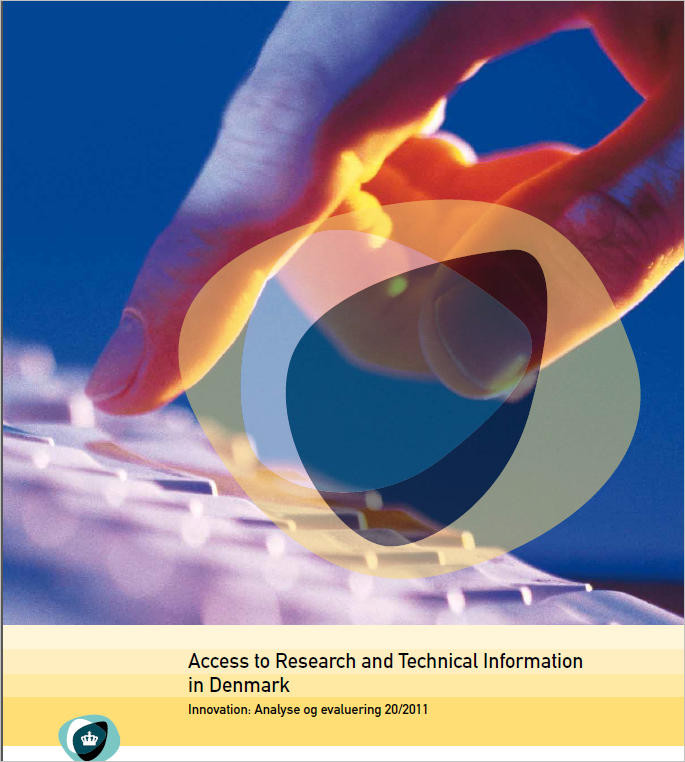 Access to Research and Technical Information
in Denmark
Innovation: Analyse og evaluering 20/2011